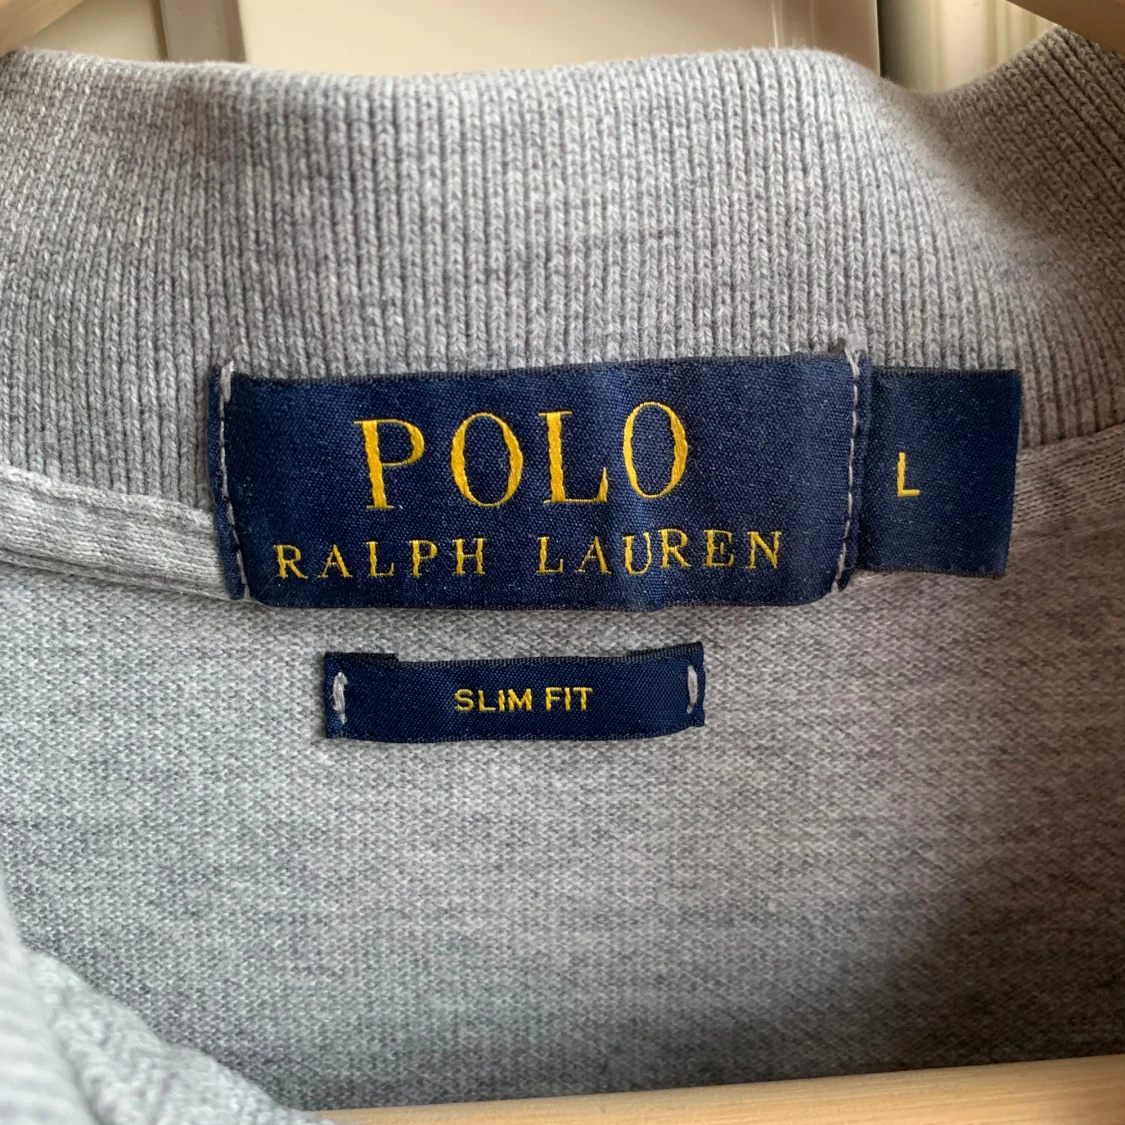 POLO
RALPH LAUREN
L
SLIM FIT